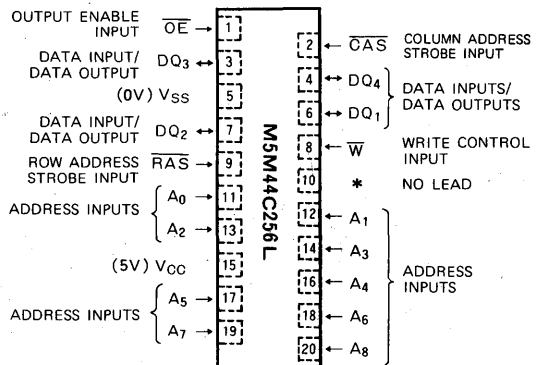 OUTPUT ENABLE
INPUT
OE → 1
2 ← CAS
COLUMN ADDRESS
STROBE INPUT
DATA INPUT/
DATA OUTPUT
DQ3 ↔ 3
4 ↔ DQ4
DATA INPUTS/
DATA OUTPUTS
(0V) VSS 5
6 ↔ DQ1
DATA INPUT/
DATA OUTPUT
DQ2 ↔ 7
8 ← W
WRITE CONTROL
INPUT
ROW ADDRESS
STROBE INPUT
RAS → 9
10 * NO LEAD
M5M44C256L
ADDRESS INPUTS
A0 → 11
A2 → 13
12 ← A1
14 ← A3
(5V) VCC 15
16 ← A4
ADDRESS
INPUTS
ADDRESS INPUTS
A5 → 17
A7 → 19
18 ← A6
20 ← A8